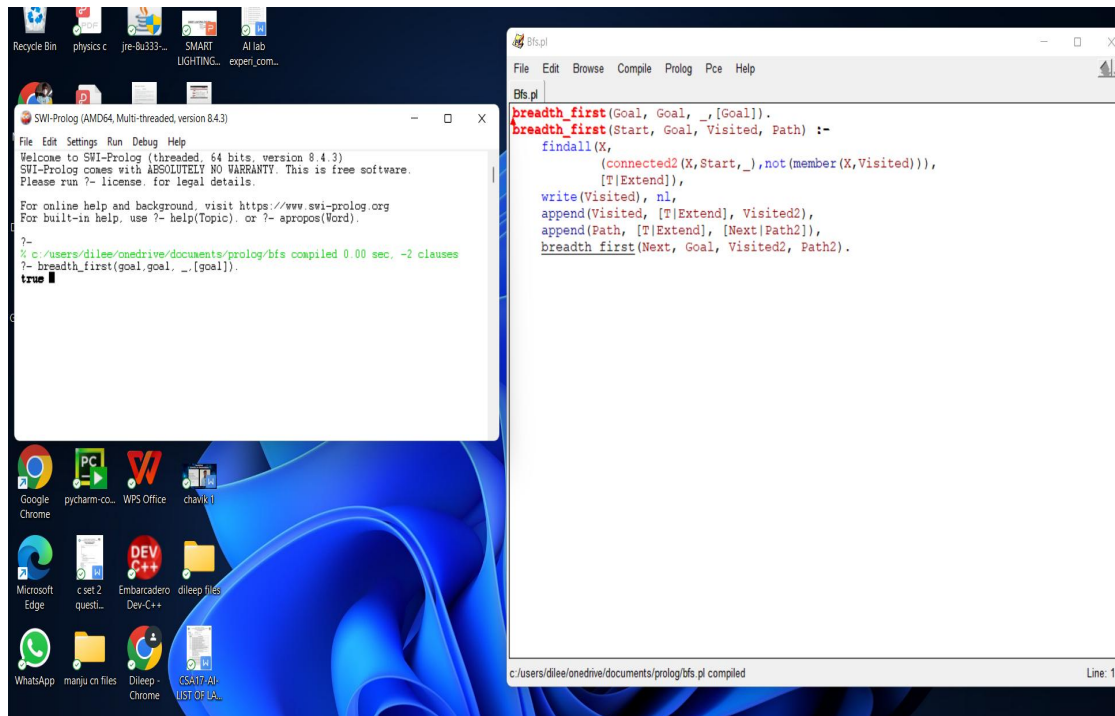 Recycle Bin
physics c
jre-8u333-...
SMART
LIGHTING...
AI lab
experi_com...
SWI-Prolog (AMD64, Multi-threaded, version 8.4.3)
File Edit Settings Run Debug Help
Welcome to SWI-Prolog (threaded, 64 bits, version 8.4.3)
SWI-Prolog comes with ABSOLUTELY NO WARRANTY. This is free software.
Please run ?- license. for legal details.
For online help and background, visit https://www.swi-prolog.org
For built-in help, use ?- help(Topic). or ?- apropos(Word).
?-
% c:/users/dilee/onedrive/documents/prolog/bfs compiled 0.00 sec, -2 clauses
?- breadth_first(goal,goal, _,[goal]).
true
Bfs.pl
File Edit Browse Compile Prolog Pce Help
Bfs.pl
breadth_first(Goal, Goal, _,[Goal]).
breadth_first(Start, Goal, Visited, Path) :-
findall(X,
(connected2(X,Start,_),not(member(X,Visited))),
[T|Extend]),
write(Visited), nl,
append(Visited, [T|Extend], Visited2),
append(Path, [T|Extend], [Next|Path2]),
breadth_first(Next, Goal, Visited2, Path2).
c:/users/dilee/onedrive/documents/prolog/bfs.pl compiled
Line: 1
Google
Chrome
PC
pycharm-co...
WPS Office
chavik 1
Microsoft
Edge
c set 2
questi...
DEV
C++
Embarcadero
Dev-C++
dileep files
WhatsApp
manju cn files
Dileep -
Chrome
CSA17-AI-
LIST OF LA...